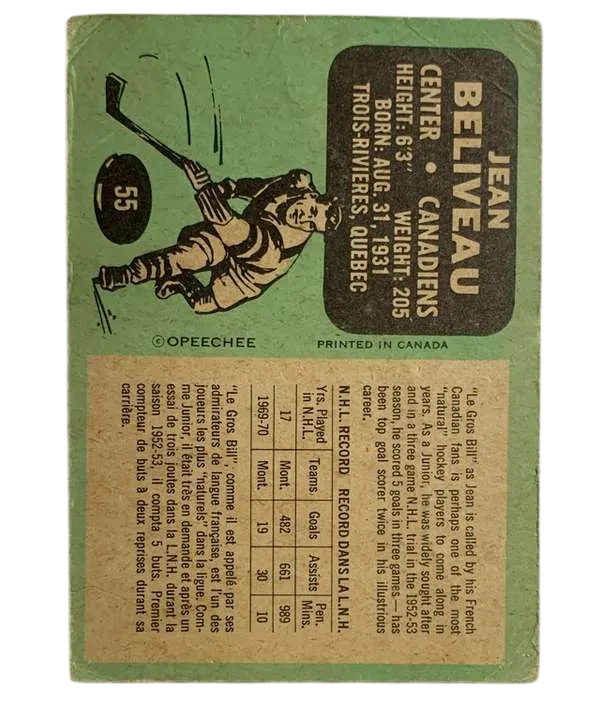 JEAN
BELIVEAU
CENTER • CANADIENS
HEIGHT: 6'3" WEIGHT: 205
BORN: AUG. 31, 1931
TROIS-RIVIERES, QUEBEC
55
©OPEECHEE
PRINTED IN CANADA
"Le Gros Bill" as Jean is called by his French
Canadian fans is perhaps one of the most
"natural" hockey players to come along in
years. As a Junior, he was widely sought after
and in a three game N.H.L. trial in the 1952-53
season, he scored 5 goals in three games — has
been top goal scorer twice in his illustrious
career.
N.H.L. RECORD RECORD DANS LA L.N.H.
Yrs. Played Pen.
in N.H.L. Teams Goals Assists Mins.
17 Mont. 482 661 989
1969-70 Mont. 19 30 10
"Le Gros Bill", comme il est appelé par ses
admirateurs de langue française, est l'un des
joueurs les plus "naturels" dans la ligue. Com-
me Junior, il était très en demande et après un
essai de trois joutes dans la L.N.H. durant la
saison 1952-53, il compta 5 buts. Premier
compteur de buts à deux reprises durant sa
carrière.